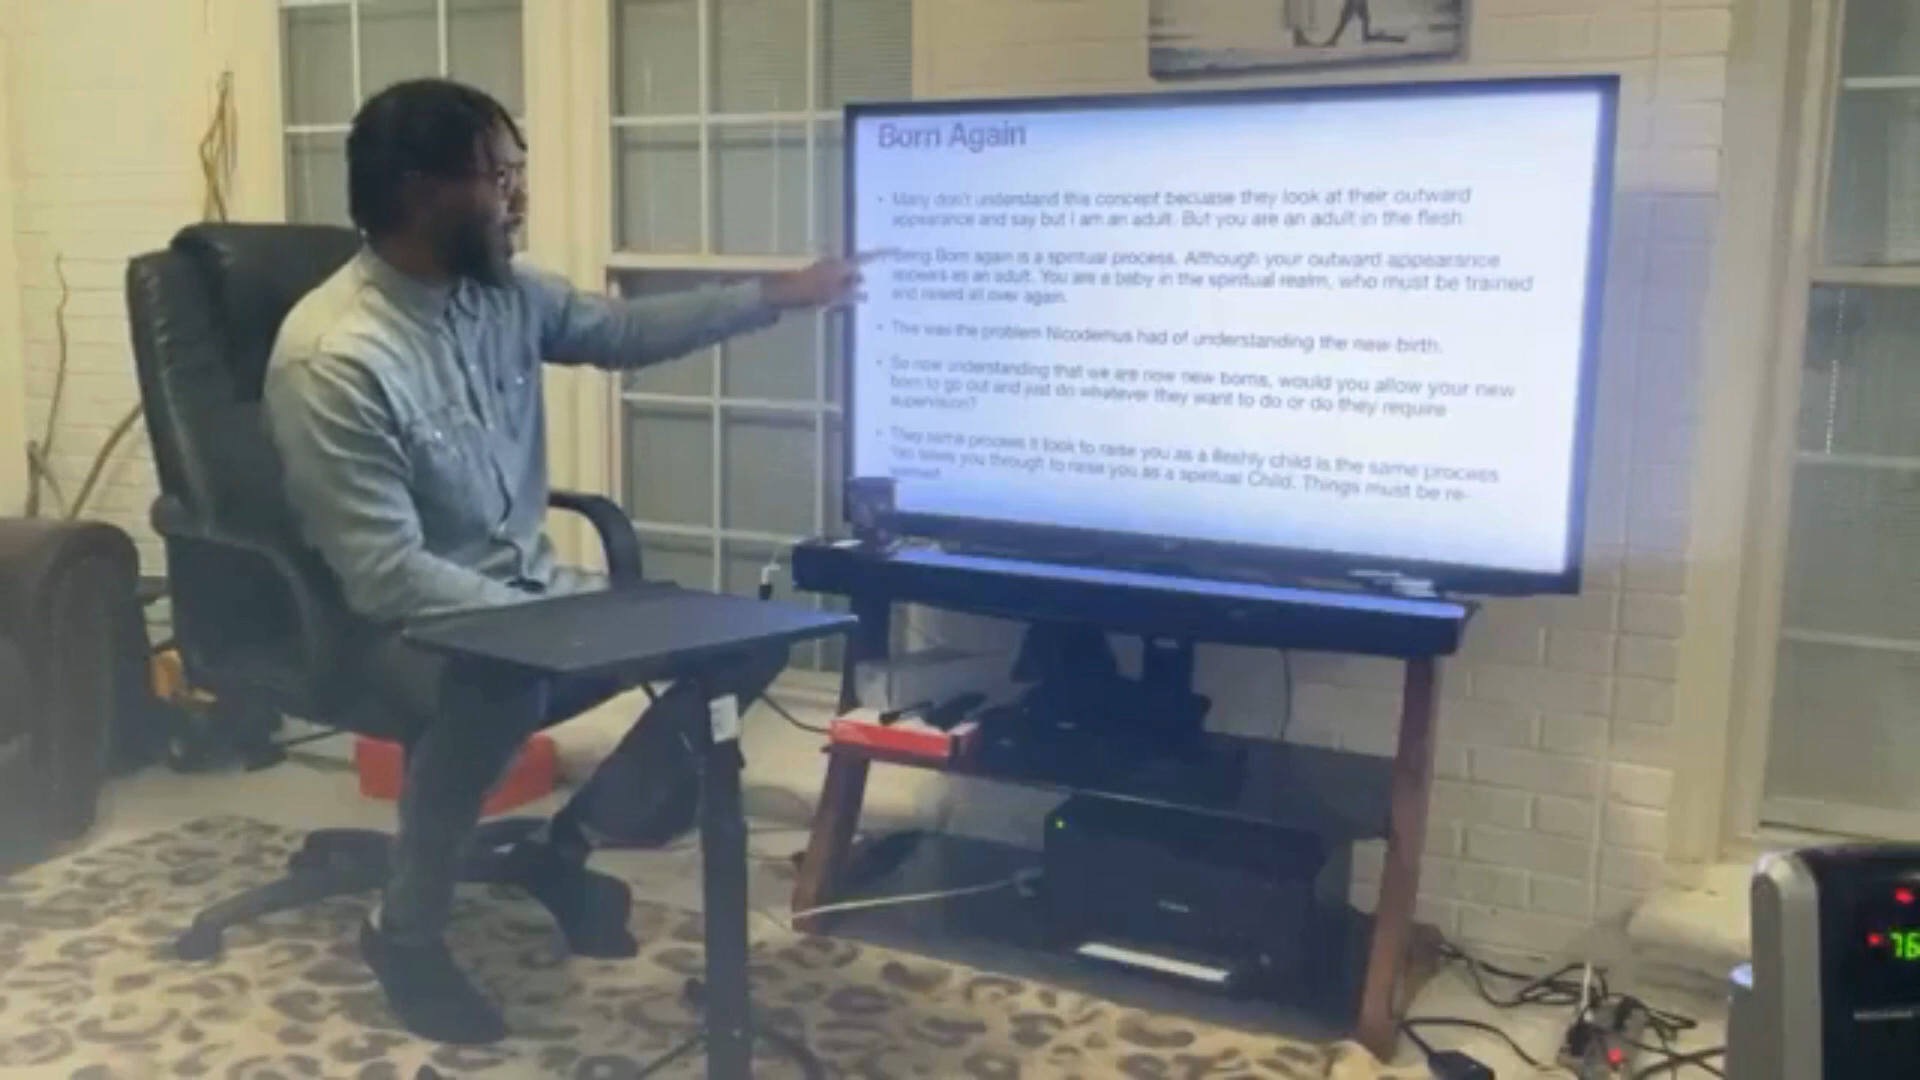 Born Again
• Many don't understand this concept becuase they look at their outward
appearance and say but I am an adult. But you are an adult in the flesh.
Being Born again is a spiritual process. Although your outward appearance
appears as an adult. You are a baby in the spiritual realm, who must be trained
and raised all over again.
• This was the problem Nicodemus had of understanding the new birth.
• So now understanding that we are now new borns, would you allow your new
born to go out and just do whatever they want to do or do they require
supervision?
• They same process it took to raise you as a fleshly child is the same process
takes you through to raise you as a spiritual Child. Things must be re-
learned.
76